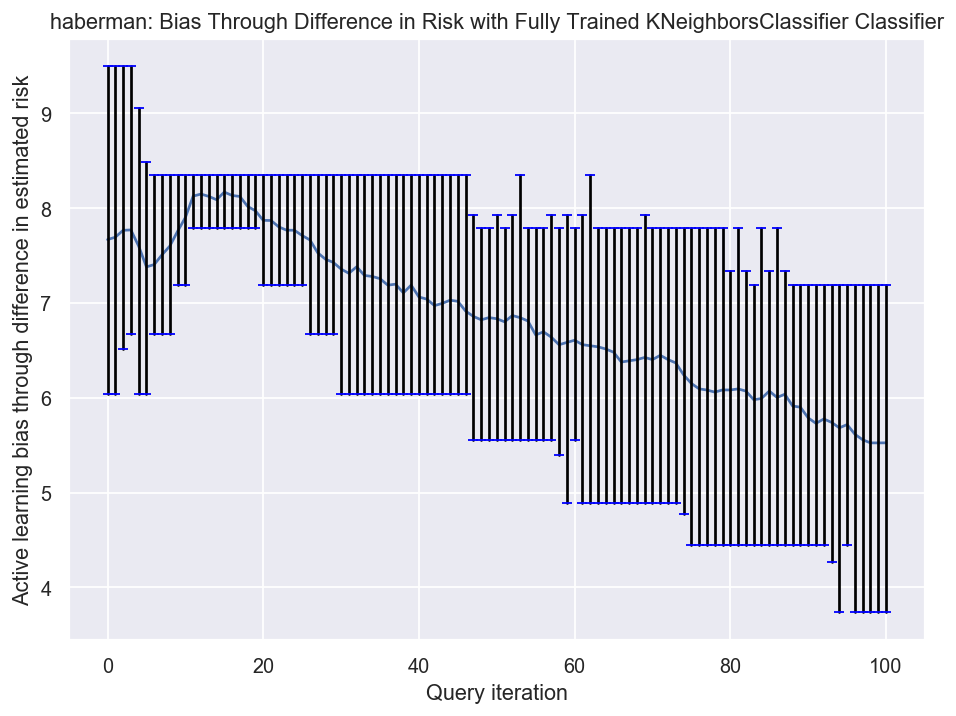 haberman: Bias Through Difference in Risk with Fully Trained KNeighborsClassifier Classifier
Active learning bias through difference in estimated risk
9
8
7
6
5
4
0 20 40 60 80 100
Query iteration